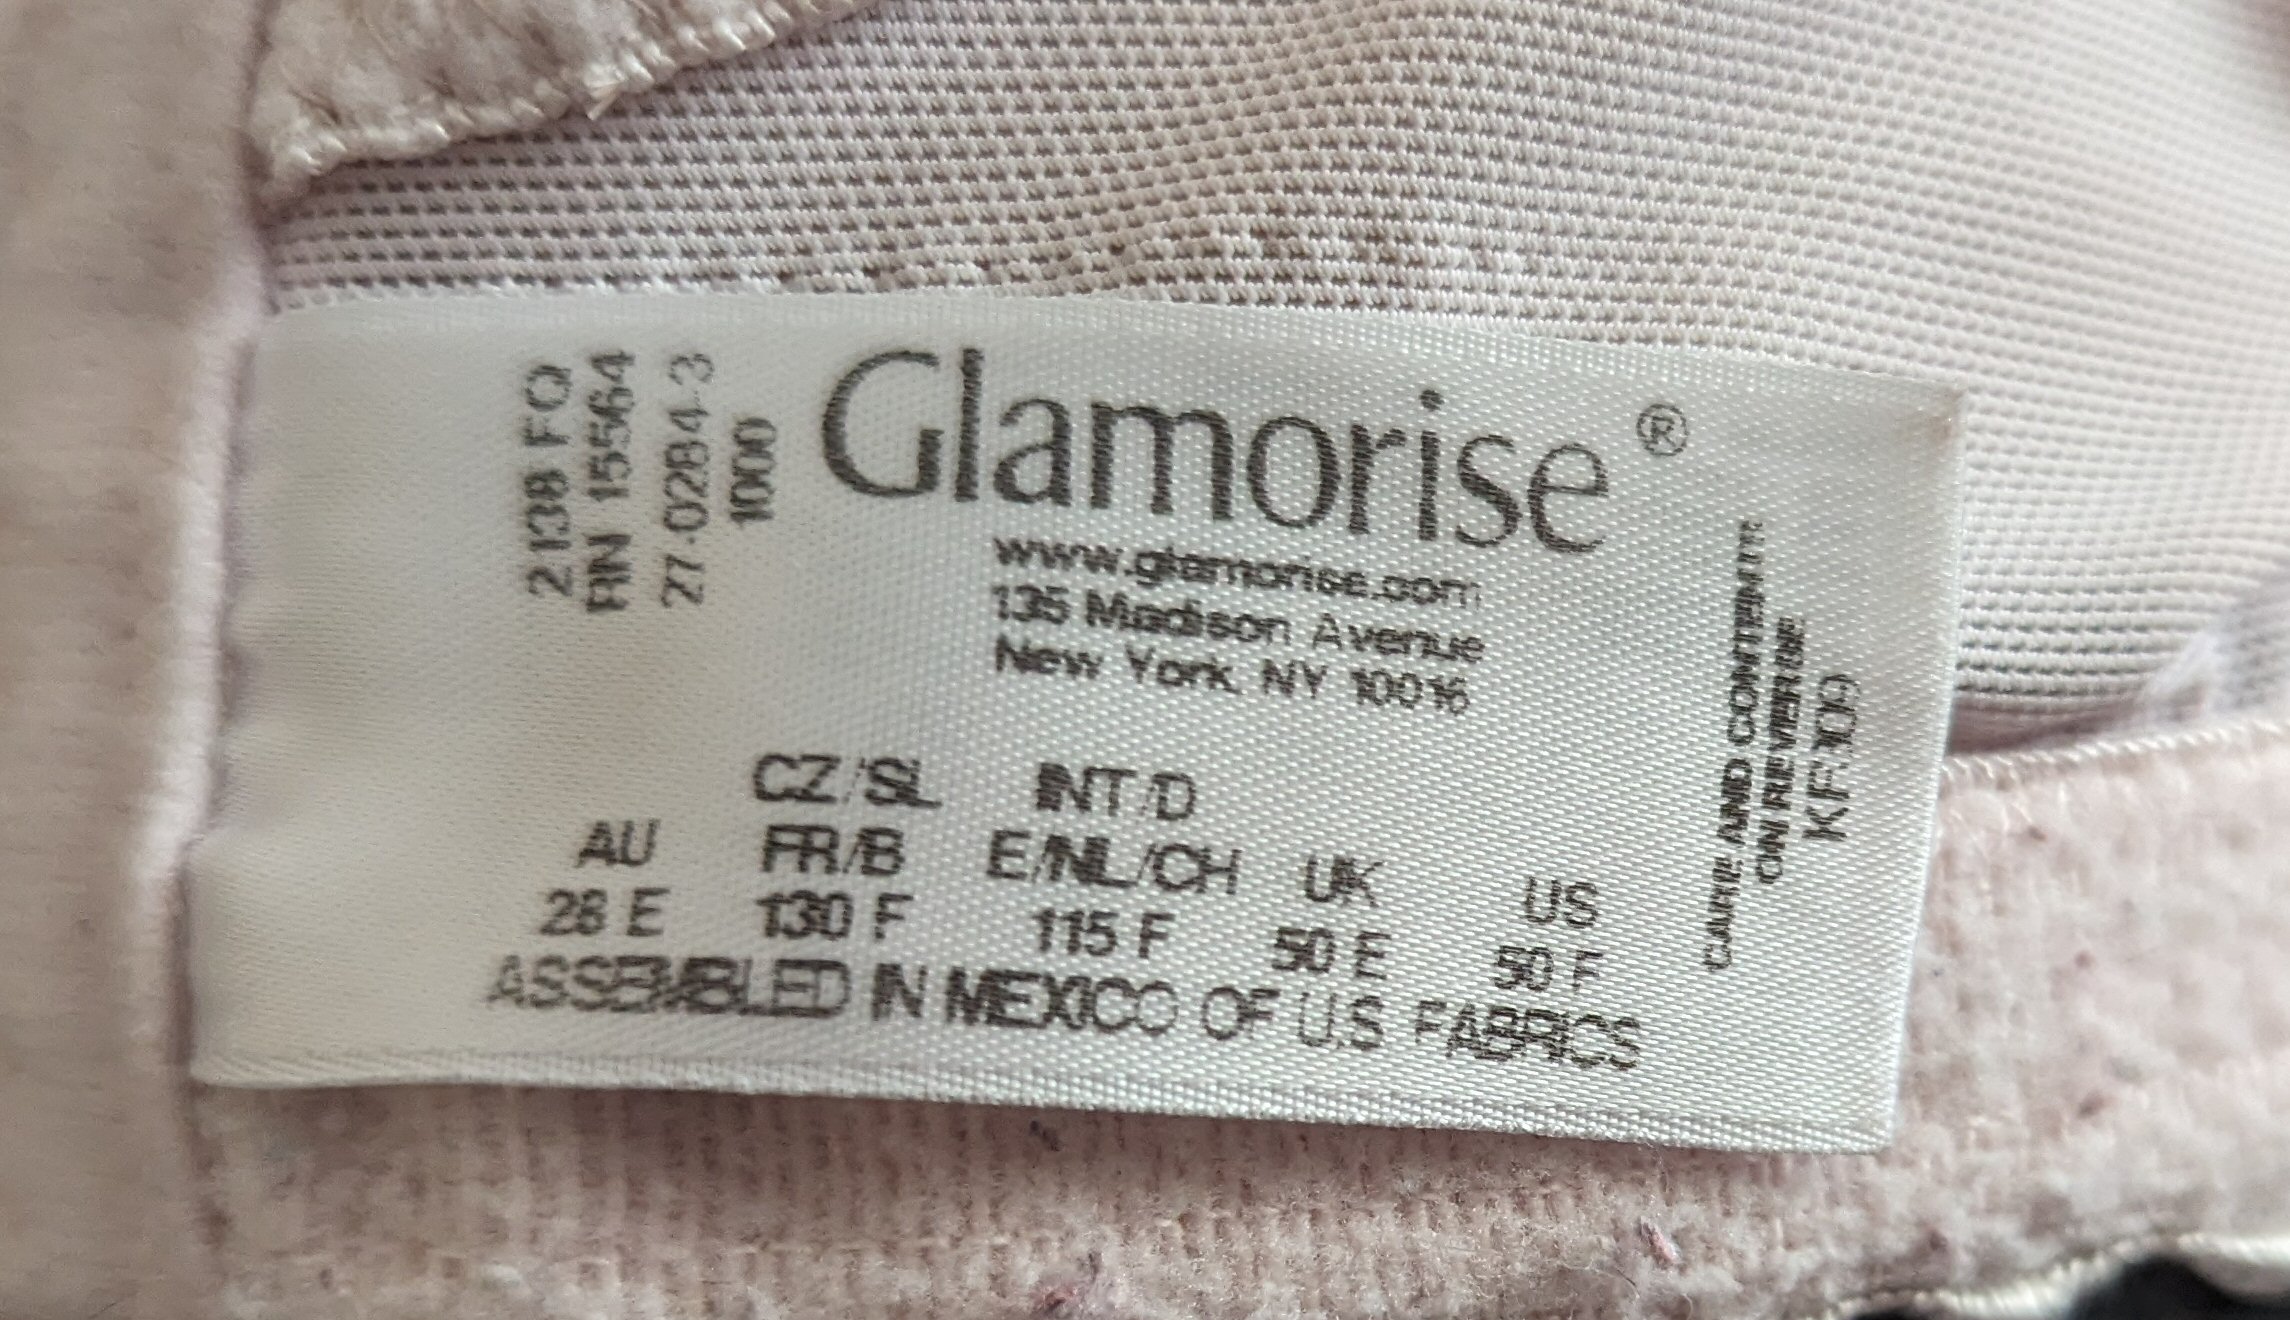 2138 FQ
RN 15564
27-0284-3
1000
Glamorise ®
www.glamorise.com
135 Madison Avenue
New York, NY 10016
CZ/SL INT/D
AU FR/B E/NL/CH UK US
28 E 130 F 115 F 50 E 50 F
ASSEMBLED IN MEXICO OF U.S FABRICS
CARE AND CONTENT
ON REVERSE
KF309